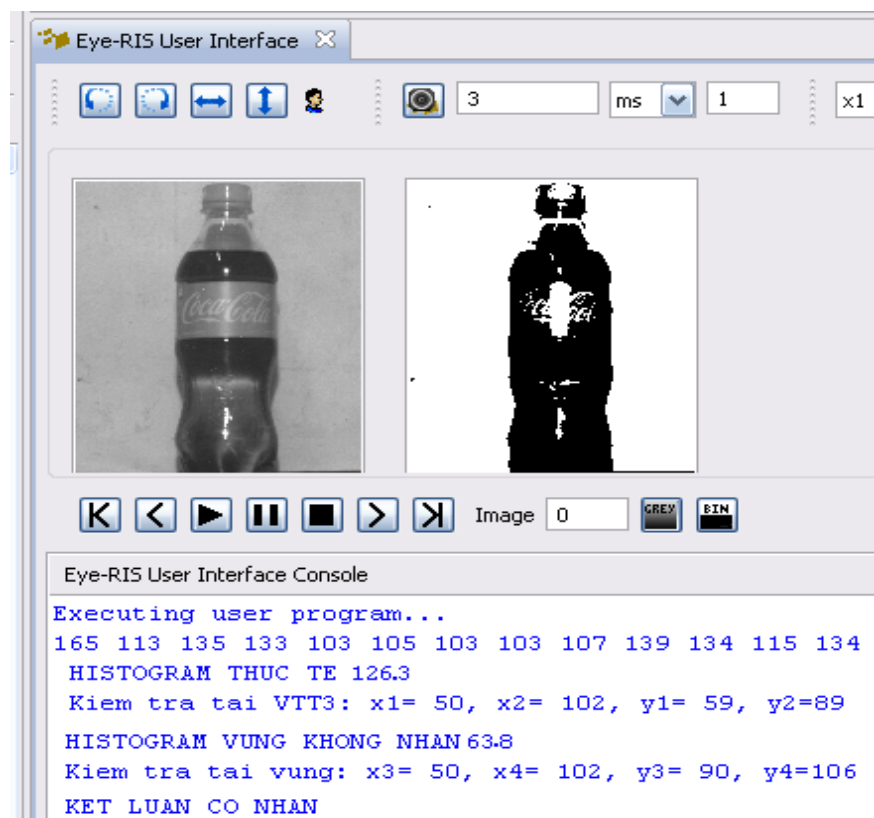 Eye-RIS User Interface
3 ms 1 x1
Coca-Cola
Image 0 GREY BIN
Eye-RIS User Interface Console
Executing user program...
165 113 135 133 103 105 103 103 107 139 134 115 134
HISTOGRAM THUC TE 126.3
Kiem tra tai VTT3: x1= 50, x2= 102, y1= 59, y2=89
HISTOGRAM VUNG KHONG NHAN 63.8
Kiem tra tai vung: x3= 50, x4= 102, y3= 90, y4=106
KET LUAN CO NHAN